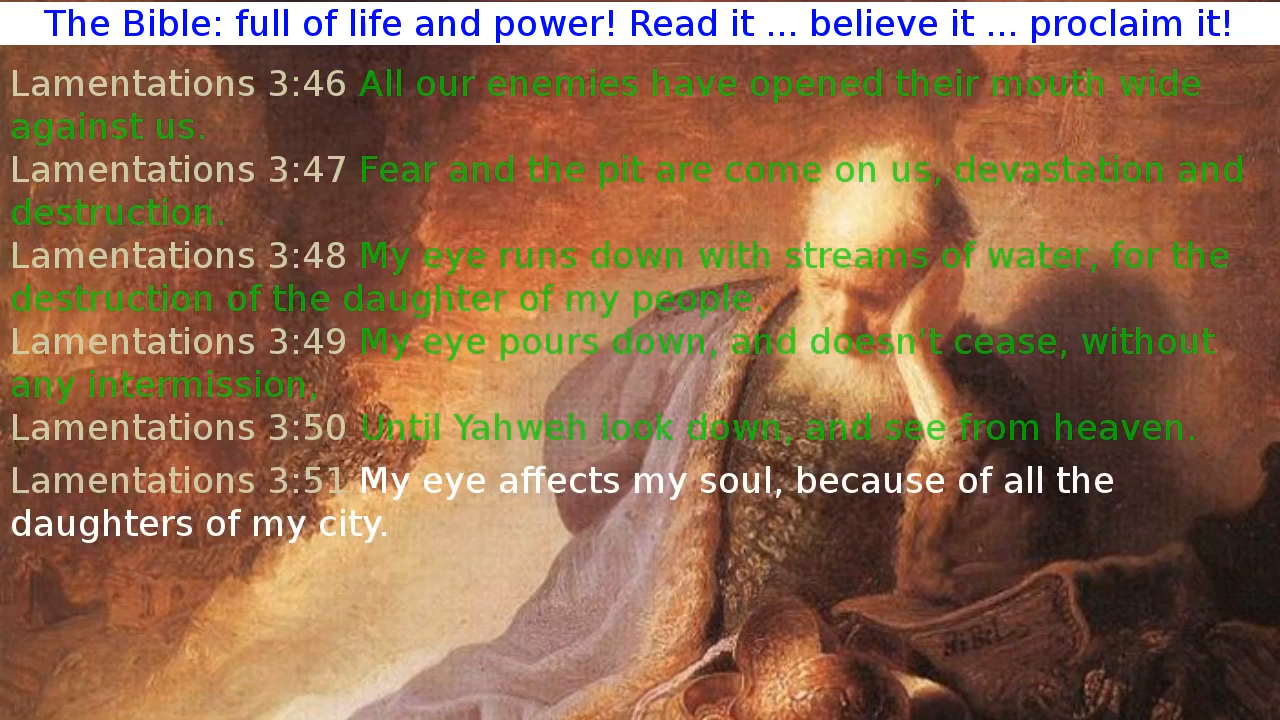 The Bible: full of life and power! Read it ... believe it ... proclaim it!
Lamentations 3:46 All our enemies have opened their mouth wide
against us.
Lamentations 3:47 Fear and the pit are come on us, devastation and
destruction.
Lamentations 3:48 My eye runs down with streams of water, for the
destruction of the daughter of my people.
Lamentations 3:49 My eye pours down, and doesn't cease, without
any intermission,
Lamentations 3:50 Until Yahweh look down, and see from heaven.
Lamentations 3:51 My eye affects my soul, because of all the
daughters of my city.